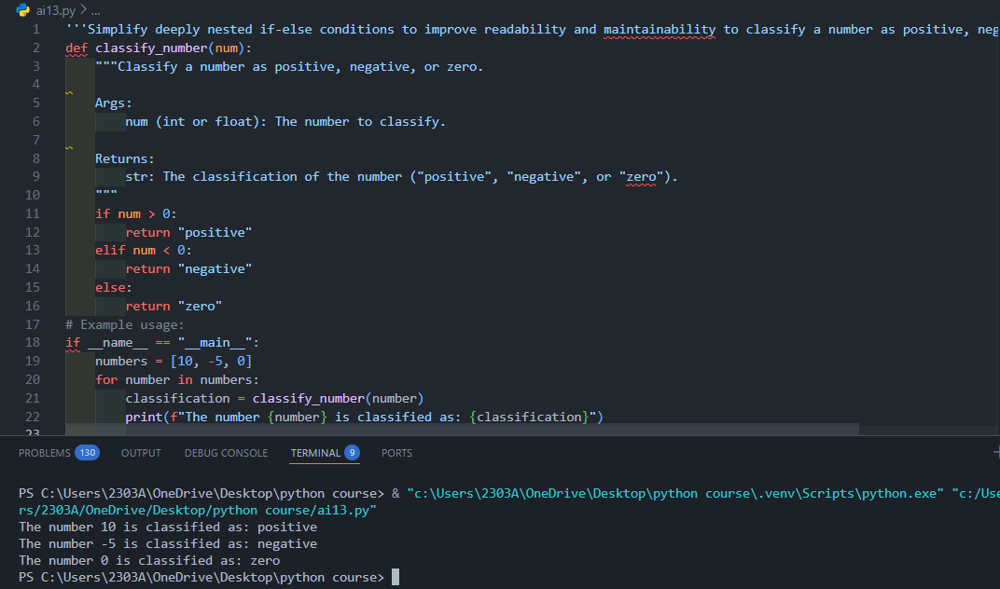 ai13.py > ...
1 '''Simplify deeply nested if-else conditions to improve readability and maintainability to classify a number as positive, neg
2 def classify_number(num):
3     """Classify a number as positive, negative, or zero.
4
5     Args:
6         num (int or float): The number to classify.
7
8     Returns:
9         str: The classification of the number ("positive", "negative", or "zero").
10     """
11     if num > 0:
12         return "positive"
13     elif num < 0:
14         return "negative"
15     else:
16         return "zero"
17 # Example usage:
18 if __name__ == "__main__":
19     numbers = [10, -5, 0]
20     for number in numbers:
21         classification = classify_number(number)
22         print(f"The number {number} is classified as: {classification}")
23
PROBLEMS 130 OUTPUT DEBUG CONSOLE TERMINAL 9 PORTS
PS C:\Users\2303A\OneDrive\Desktop\python course> & "c:\Users\2303A\OneDrive\Desktop\python course\.venv\Scripts\python.exe" "c:/Use
rs/2303A/OneDrive/Desktop/python course/ai13.py"
The number 10 is classified as: positive
The number -5 is classified as: negative
The number 0 is classified as: zero
PS C:\Users\2303A\OneDrive\Desktop\python course>